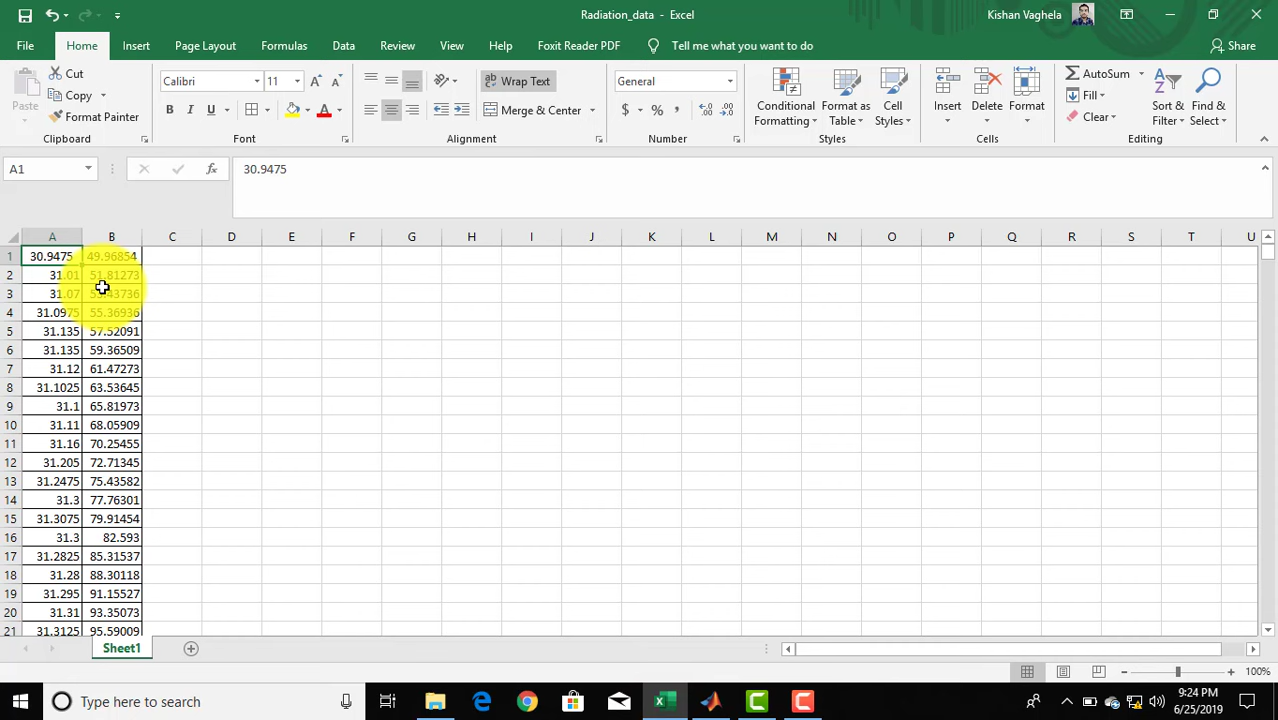 Radiation_data - Excel
Kishan Vaghela
File Home Insert Page Layout Formulas Data Review View Help Foxit Reader PDF Tell me what you want to do Share
Paste Cut Copy Format Painter
Clipboard
Calibri 11
B I U
Font
Wrap Text
Merge & Center
Alignment
General
$ % ,
Number
Conditional Formatting Format as Table Cell Styles
Styles
Insert Delete Format
Cells
AutoSum Fill Clear
Sort & Filter Find & Select
Editing
A1 fx 30.9475
A B C D E F G H I J K L M N O P Q R S T U
1 30.9475 49.96854
2 31.01 51.81273
3 31.07 53.43736
4 31.0975 55.36936
5 31.135 57.52091
6 31.135 59.36509
7 31.12 61.47273
8 31.1025 63.53645
9 31.1 65.81973
10 31.11 68.05909
11 31.16 70.25455
12 31.205 72.71345
13 31.2475 75.43582
14 31.3 77.76301
15 31.3075 79.91454
16 31.3 82.593
17 31.2825 85.31537
18 31.28 88.30118
19 31.295 91.15527
20 31.31 93.35073
21 31.3125 95.59009
Sheet1
100%
Type here to search
9:24 PM
6/25/2019